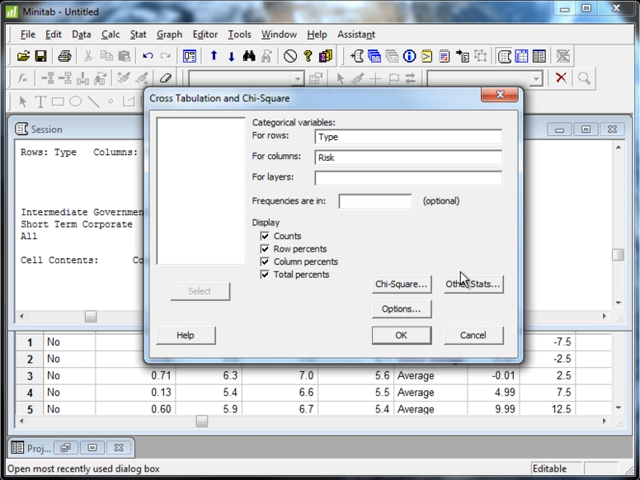 Minitab - Untitled
File Edit Data Calc Stat Graph Editor Tools Window Help Assistant
Cross Tabulation and Chi-Square
Session
Categorical variables:
For rows: Type
For columns: Risk
For layers:
Frequencies are in: (optional)
Display
Counts
Row percents
Column percents
Total percents
Select
Chi-Square...
Other Stats...
Options...
Help
OK
Cancel
Rows: Type Columns:
Intermediate Governmen
Short Term Corporate
All
Cell Contents: Co
1 No -7.5
2 No -2.5
3 No 0.71 6.3 7.0 5.6 Average -0.01 2.5
4 No 0.13 5.4 6.6 5.5 Average 4.99 7.5
5 No 0.60 5.9 6.7 5.4 Average 9.99 12.5
Proj...
Open most recently used dialog box
Editable